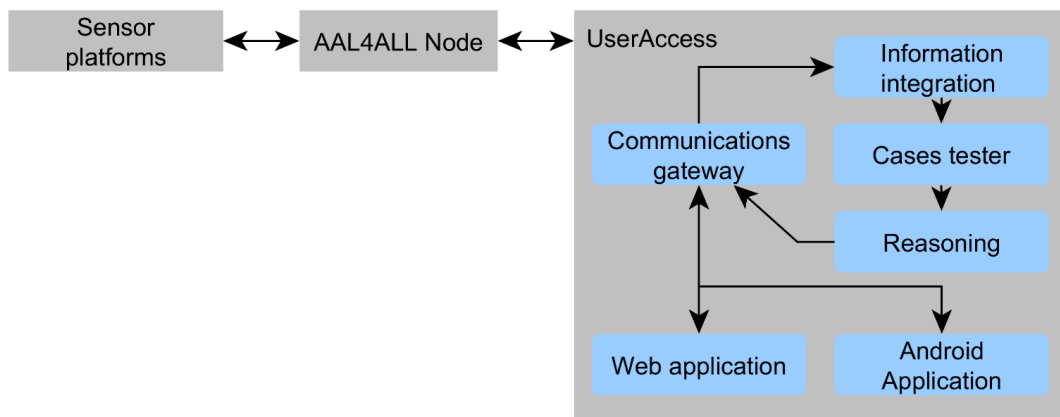 Sensor
platforms
AAL4ALL Node
UserAccess
Information
integration
Communications
gateway
Cases tester
Reasoning
Web application
Android
Application